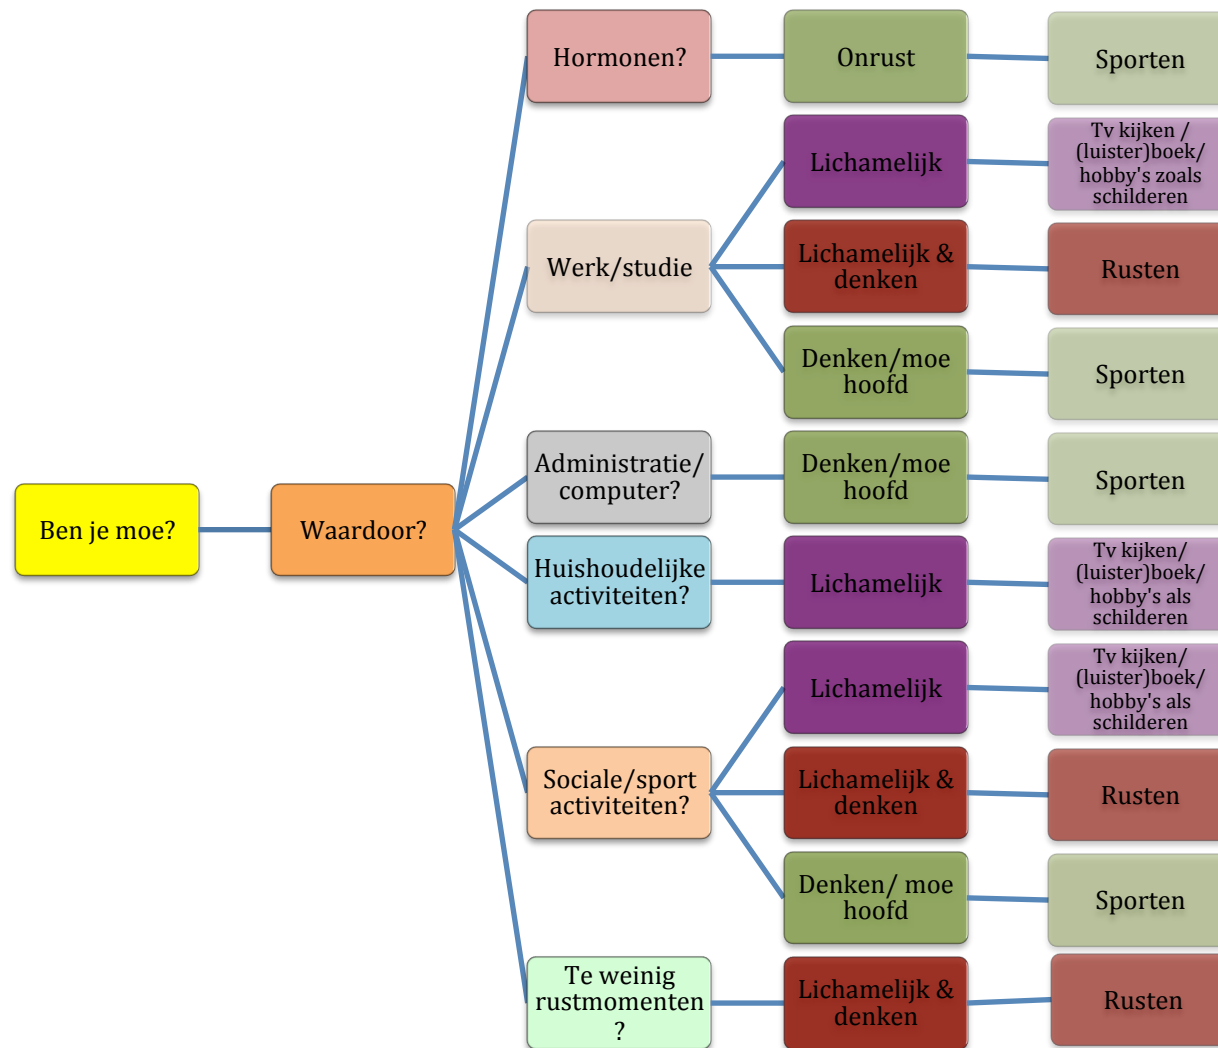 Hormonen?
Onrust
Sporten
Werk/studie
Lichamelijk
Tv kijken /
(luister)boek/
hobby's zoals
schilderen
Lichamelijk &
denken
Rusten
Denken/moe
hoofd
Sporten
Ben je moe?
Waardoor?
Administratie/
computer?
Denken/moe
hoofd
Sporten
Huishoudelijke
activiteiten?
Lichamelijk
Tv kijken/
(luister)boek/
hobby's als
schilderen
Sociale/sport
activiteiten?
Lichamelijk
Tv kijken/
(luister)boek/
hobby's als
schilderen
Lichamelijk &
denken
Rusten
Denken/ moe
hoofd
Sporten
Te weinig
rustmomenten
?
Lichamelijk &
denken
Rusten